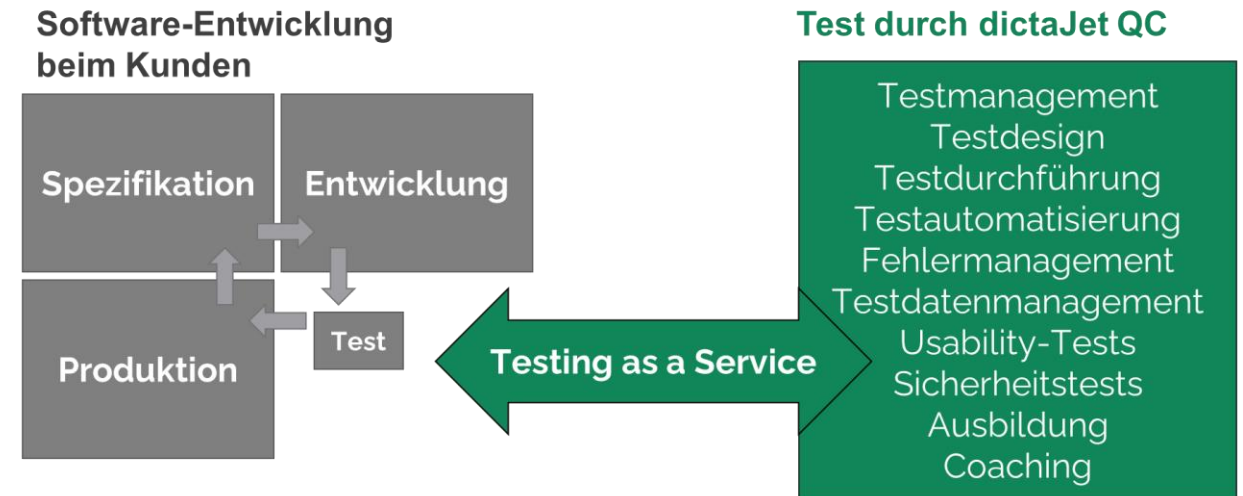 Software-Entwicklung
beim Kunden
Spezifikation
Entwicklung
Produktion
Test
Testing as a Service
Test durch dictaJet QC
Testmanagement
Testdesign
Testdurchführung
Testautomatisierung
Fehlermanagement
Testdatenmanagement
Usability-Tests
Sicherheitstests
Ausbildung
Coaching